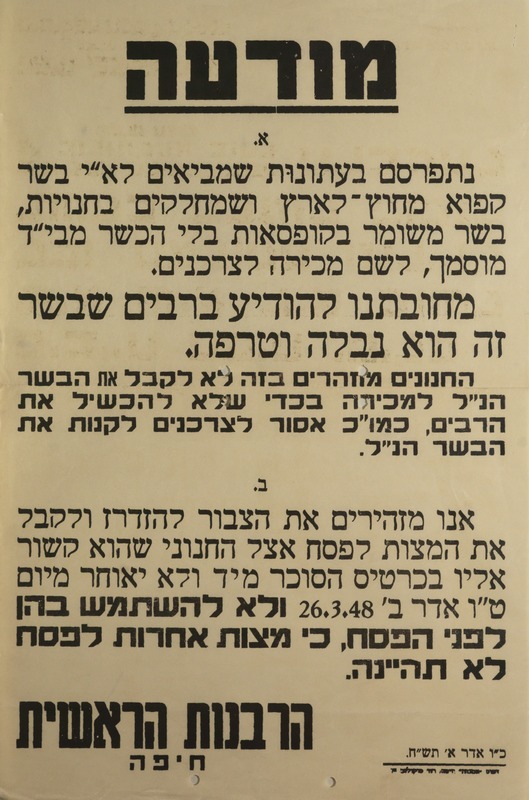 מודעה
א.
נתפרסם בעתונות שמביאים לא"י בשר
קפוא מחוץ־לארץ ושמחלקים בחנויות,
בשר משומר בקופסאות בלי הכשר מבי"ד
מוסמך, לשם מכירה לצרכנים.
מחובתנו להודיע ברבים שבשר
זה הוא נבלה וטרפה.
החנונים מוזהרים בזה לא לקבל את הבשר
הנ"ל למכירה בכדי שלא להכשיל את
הרבים, כמו"כ אסור לצרכנים לקנות את
הבשר הנ"ל.
ב.
אנו מזהירים את הצבור להזדרז ולקבל
את המצות לפסח אצל החנוני שהוא קשור
אליו בכרטיס הסוכר מיד ולא יאוחר מיום
ט"ו אדר ב' 26.3.48 ולא להשתמש בהן
לפני הפסח, כי מצות אחרות לפסח
לא תהיינה.
הרבנות הראשית
חיפה
כ"ו אדר א' תש"ח.